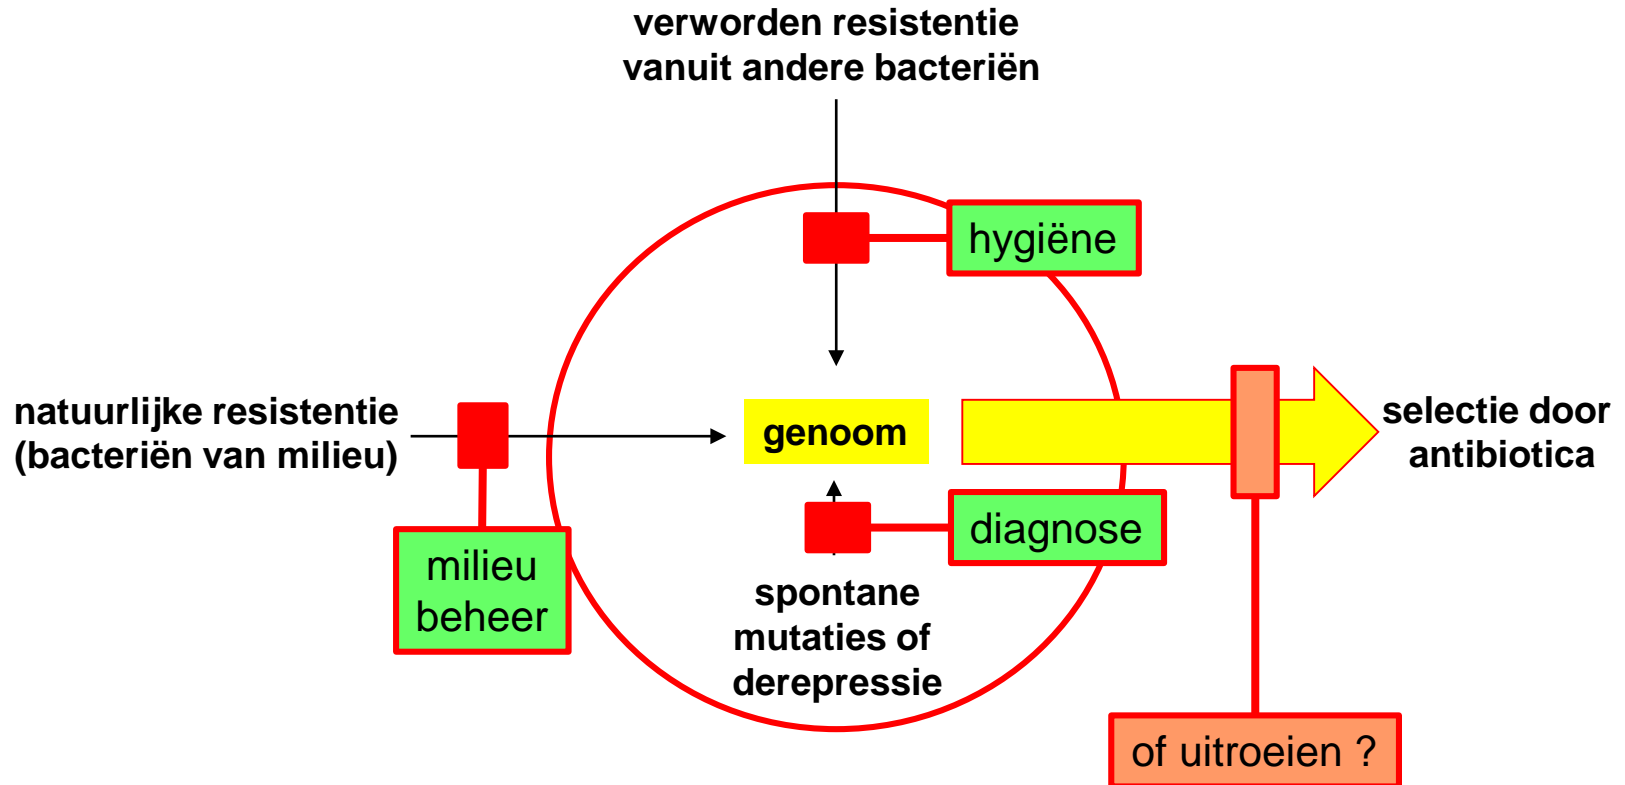 verworden resistentie
vanuit andere bacteriën
hygiëne
natuurlijke resistentie
(bacteriën van milieu)
genoom
selectie door
antibiotica
diagnose
milieu
beheer
spontane
mutaties of
derepressie
of uitroeien ?